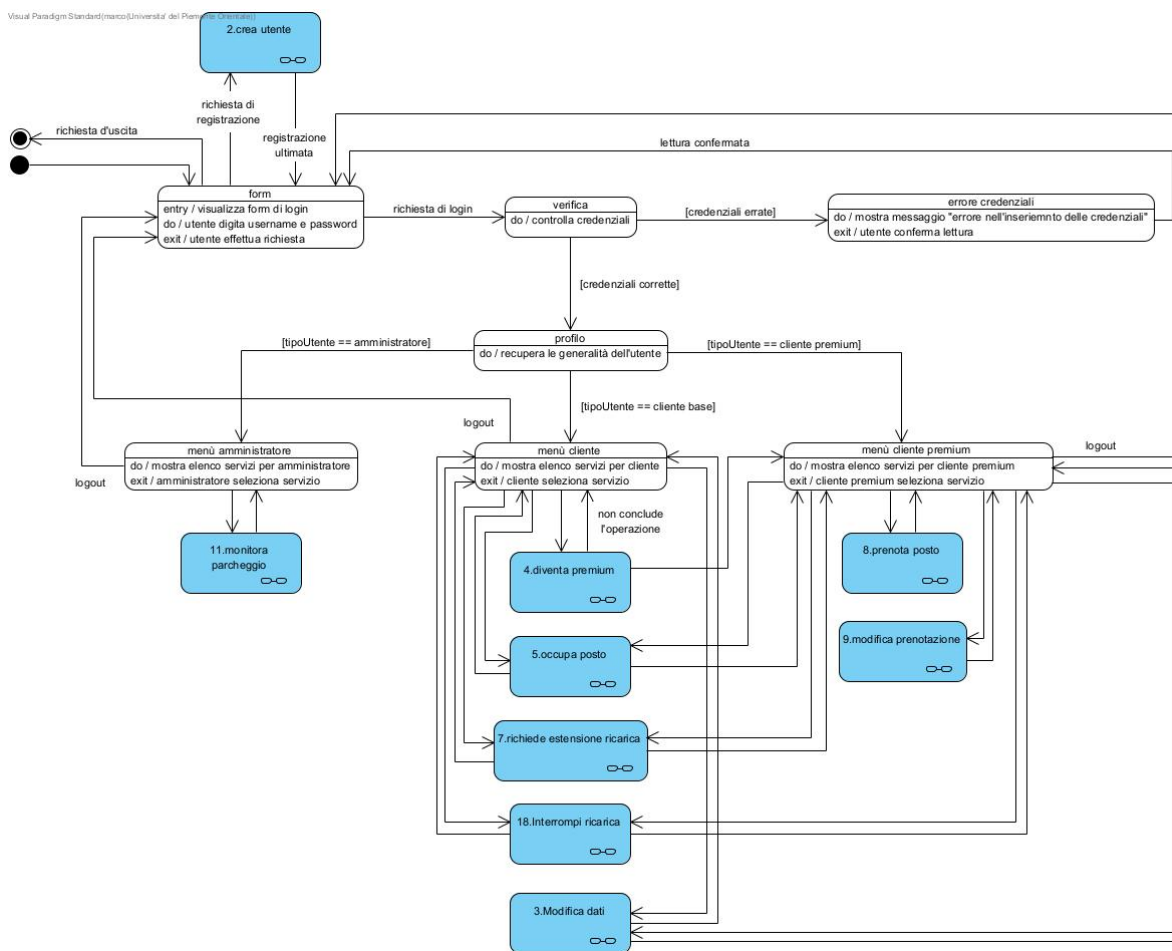 Visual Paradigm Standard(marco(Universita' del Piemonte Orientale))
2.crea utente
richiesta di
registrazione
richiesta d'uscita
registrazione
ultimata
lettura confermata
form
entry / visualizza form di login
do / utente digita username e password
exit / utente effettua richiesta
richiesta di login
verifica
do / controlla credenziali
[credenziali errate]
errore credenziali
do / mostra messaggio "errore nell'inseriemnto delle credenziali"
exit / utente conferma lettura
[credenziali corrette]
profilo
do / recupera le generalità dell'utente
[tipoUtente == amministratore]
[tipoUtente == cliente premium]
[tipoUtente == cliente base]
logout
menù amministratore
do / mostra elenco servizi per amministratore
exit / amministratore seleziona servizio
logout
menù cliente
do / mostra elenco servizi per cliente
exit / cliente seleziona servizio
menù cliente premium
do / mostra elenco servizi per cliente premium
exit / cliente premium seleziona servizio
logout
non conclude
l'operazione
11.monitora
parcheggio
4.diventa premium
8.prenota posto
5.occupa posto
9.modifica prenotazione
7.richiede estensione ricarica
18.Interrompi ricarica
3.Modifica dati